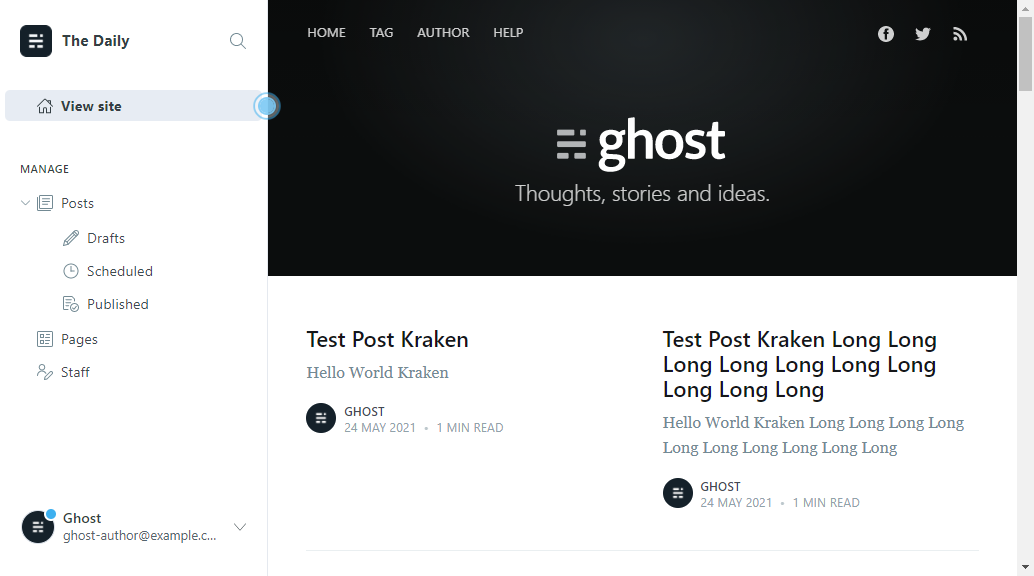 The Daily
View site
MANAGE
Posts
Drafts
Scheduled
Published
Pages
Staff
Ghost
ghost-author@example.c...
HOME TAG AUTHOR HELP
ghost
Thoughts, stories and ideas.
Test Post Kraken
Hello World Kraken
GHOST
24 MAY 2021 • 1 MIN READ
Test Post Kraken Long Long
Long Long Long Long Long
Long Long Long
Hello World Kraken Long Long Long Long
Long Long Long Long Long Long
GHOST
24 MAY 2021 • 1 MIN READ